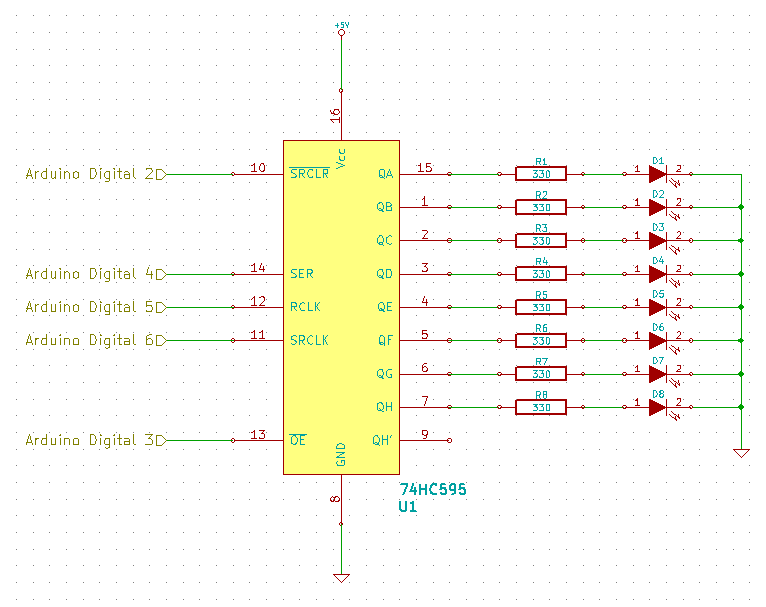 +5V
16
Vcc
Arduino Digital 2
10
SRCLR
QA
15
R1
330
1
D1
2
QB
1
R2
330
1
D2
2
QC
2
R3
330
1
D3
2
Arduino Digital 4
14
SER
QD
3
R4
330
1
D4
2
Arduino Digital 5
12
RCLK
QE
4
R5
330
1
D5
2
Arduino Digital 6
11
SRCLK
QF
5
R6
330
1
D6
2
QG
6
R7
330
1
D7
2
QH
7
R8
330
1
D8
2
Arduino Digital 3
13
OE
QH'
9
GND
8
74HC595
U1